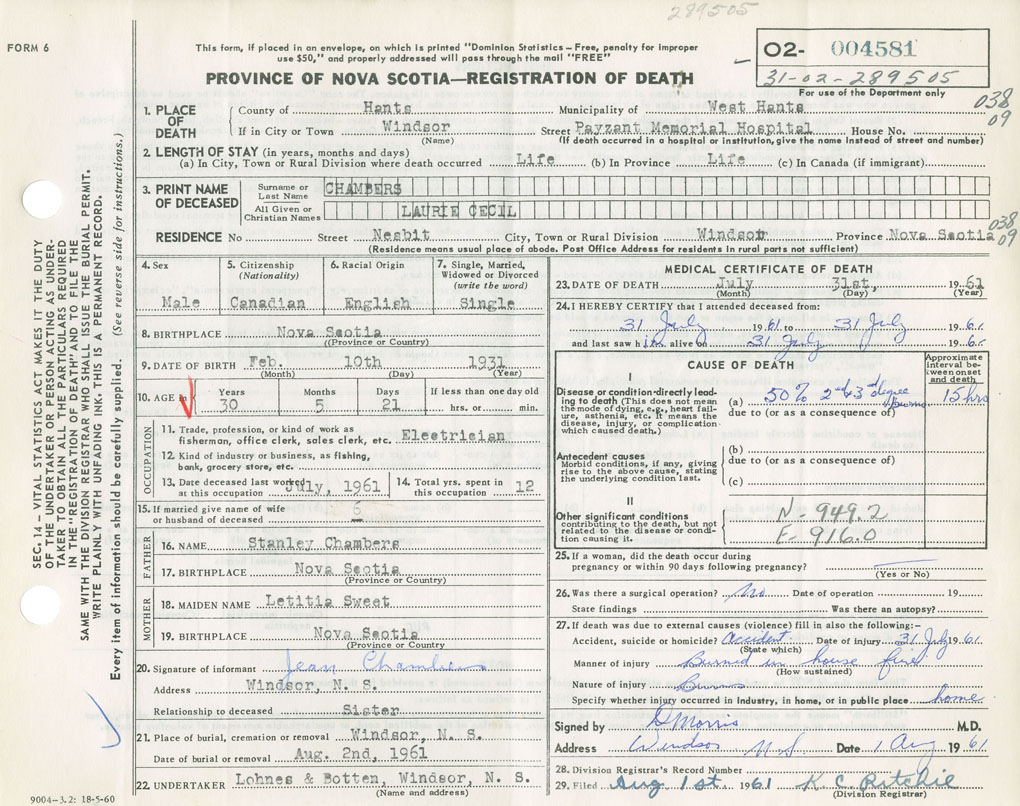 289505
FORM 6
This form, if placed in an envelope, on which is printed "Dominion Statistics – Free, penalty for improper
use $50," and properly addressed will pass through the mail "FREE"
PROVINCE OF NOVA SCOTIA—REGISTRATION OF DEATH
O2- 004581
31-02-289505
For use of the Department only
038
09
1. PLACE OF DEATH
County of Hants Municipality of West Hants
If in City or Town Windsor Street Payzant Memorial Hospital House No.
(Name) (If death occurred in a hospital or institution, give the name instead of street and number)
2. LENGTH OF STAY (in years, months and days)
(a) In City, Town or Rural Division where death occurred Life (b) In Province Life (c) In Canada (if immigrant)
3. PRINT NAME OF DECEASED
Surname or Last Name CHAMBERS
All Given or Christian Names LAURIE CECIL
RESIDENCE No Street Nesbit City, Town or Rural Division Windsor Province Nova Scotia
038
09
(Residence means usual place of abode. Post Office Address for residents in rural parts not sufficient)
4. Sex
Male
5. Citizenship
(Nationality)
Canadian
6. Racial Origin
English
7. Single, Married,
Widowed or Divorced
(write the word)
Single
8. BIRTHPLACE Nova Scotia
(Province or Country)
9. DATE OF BIRTH Feb. 10th 1931
(Month) (Day) (Year)
10. AGE in
Years Months Days If less than one day old
30 5 21 hrs. or min.
OCCUPATION
11. Trade, profession, or kind of work as
fisherman, office clerk, sales clerk, etc. Electrician
12. Kind of industry or business, as fishing,
bank, grocery store, etc.
13. Date deceased last worked
at this occupation July, 1961
14. Total yrs. spent in
this occupation 12
15. If married give name of wife
or husband of deceased 6
FATHER
16. NAME Stanley Chambers
17. BIRTHPLACE Nova Scotia
(Province or Country)
MOTHER
18. MAIDEN NAME Letitia Sweet
19. BIRTHPLACE Nova Scotia
(Province or Country
20. Signature of informant Jean Chambers
Address Windsor, N. S.
Relationship to deceased Sister
21. Place of burial, cremation or removal Windsor, N. S.
Date of burial or removal Aug. 2nd, 1961
22. UNDERTAKER Lohnes & Botten, Windsor, N. S.
(Name and address)
MEDICAL CERTIFICATE OF DEATH
23. DATE OF DEATH July 31st, 1961
(Month) (Day) (Year)
24. I HEREBY CERTIFY that I attended deceased from:
31 July 1961 to 31 July 1961
and last saw him alive on 31 July 1961
CAUSE OF DEATH
Approximate
interval be-
tween onset
and death
I
Disease or condition directly lead-
ing to death (This does not mean
the mode of dying, e.g., heart fail-
ure, asthenia, etc. It means the
disease, injury, or complication
which caused death.)
(a) 50% 2nd & 3rd degree burns 15 hrs
due to (or as a consequence of)
Antecedent causes
Morbid conditions, if any, giving
rise to the above cause, stating
the underlying condition last.
(b)
due to (or as a consequence of)
(c)
II
Other significant conditions
contributing to the death, but not
related to the disease or condi-
tion causing it.
N- 949.2
E- 916.0
25. If a woman, did the death occur during
pregnancy or within 90 days following pregnancy?
(Yes or No)
26. Was there a surgical operation? No Date of operation 19
State findings Was there an autopsy?
27. If death was due to external causes (violence) fill in also the following:–
Accident, suicide or homicide? Accident Date of injury 31 July 1961
(State which)
Manner of injury Burned in house fire
(How sustained)
Nature of injury Burns
Specify whether injury occurred in industry, in home, or in public place home
Signed by Morris M.D.
Address Windsor N S Date 1 Aug 1961
28. Division Registrar's Record Number
29. Filed Aug 1st 1961 K. C. Ritchie
(Division Registrar)
SEC. 14 – VITAL STATISTICS ACT MAKES IT THE DUTY
OF THE UNDERTAKER OR PERSON ACTING AS UNDER-
TAKER TO OBTAIN ALL THE PARTICULARS REQUIRED
IN THE "REGISTRATION OF DEATH" AND TO FILE THE
SAME WITH THE DIVISION REGISTRAR WHO SHALL ISSUE THE BURIAL PERMIT.
WRITE PLAINLY WITH UNFADING INK. THIS IS A PERMANENT RECORD.
Every item of information should be carefully supplied. (See reverse side for instructions.)
9004-3.2: 18-5-60